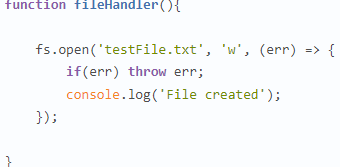 function fileHandler(){
fs.open('testFile.txt', 'w', (err) => {
if(err) throw err;
console.log('File created');
});
}